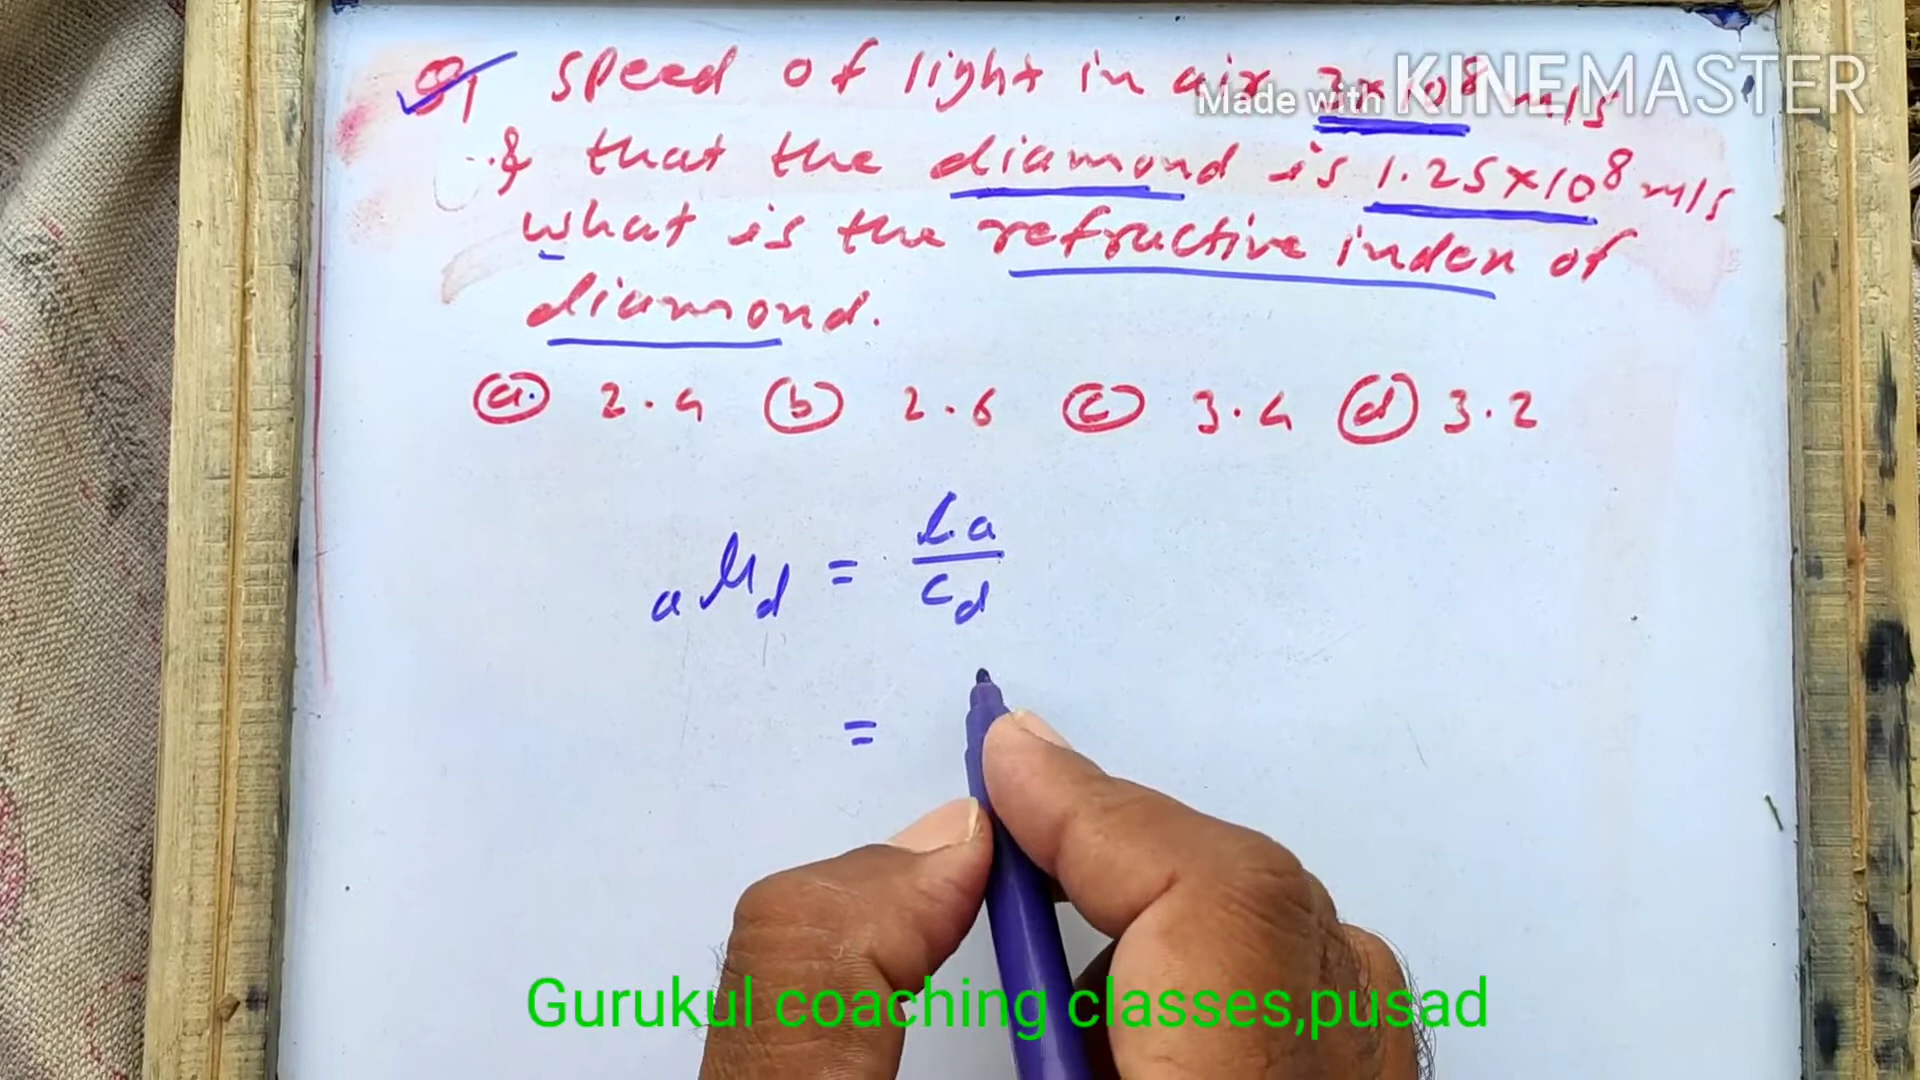 Q1 speed of light in air 3×10⁸ m/s
Made with KINEMASTER
& that the diamond is 1.25×10⁸ m/s
what is the refractive index of
diamond.
(a) 2.4 (b) 2.6 (c) 3.4 (d) 3.2
aμd = Ca/Cd
=
Gurukul coaching classes,pusad